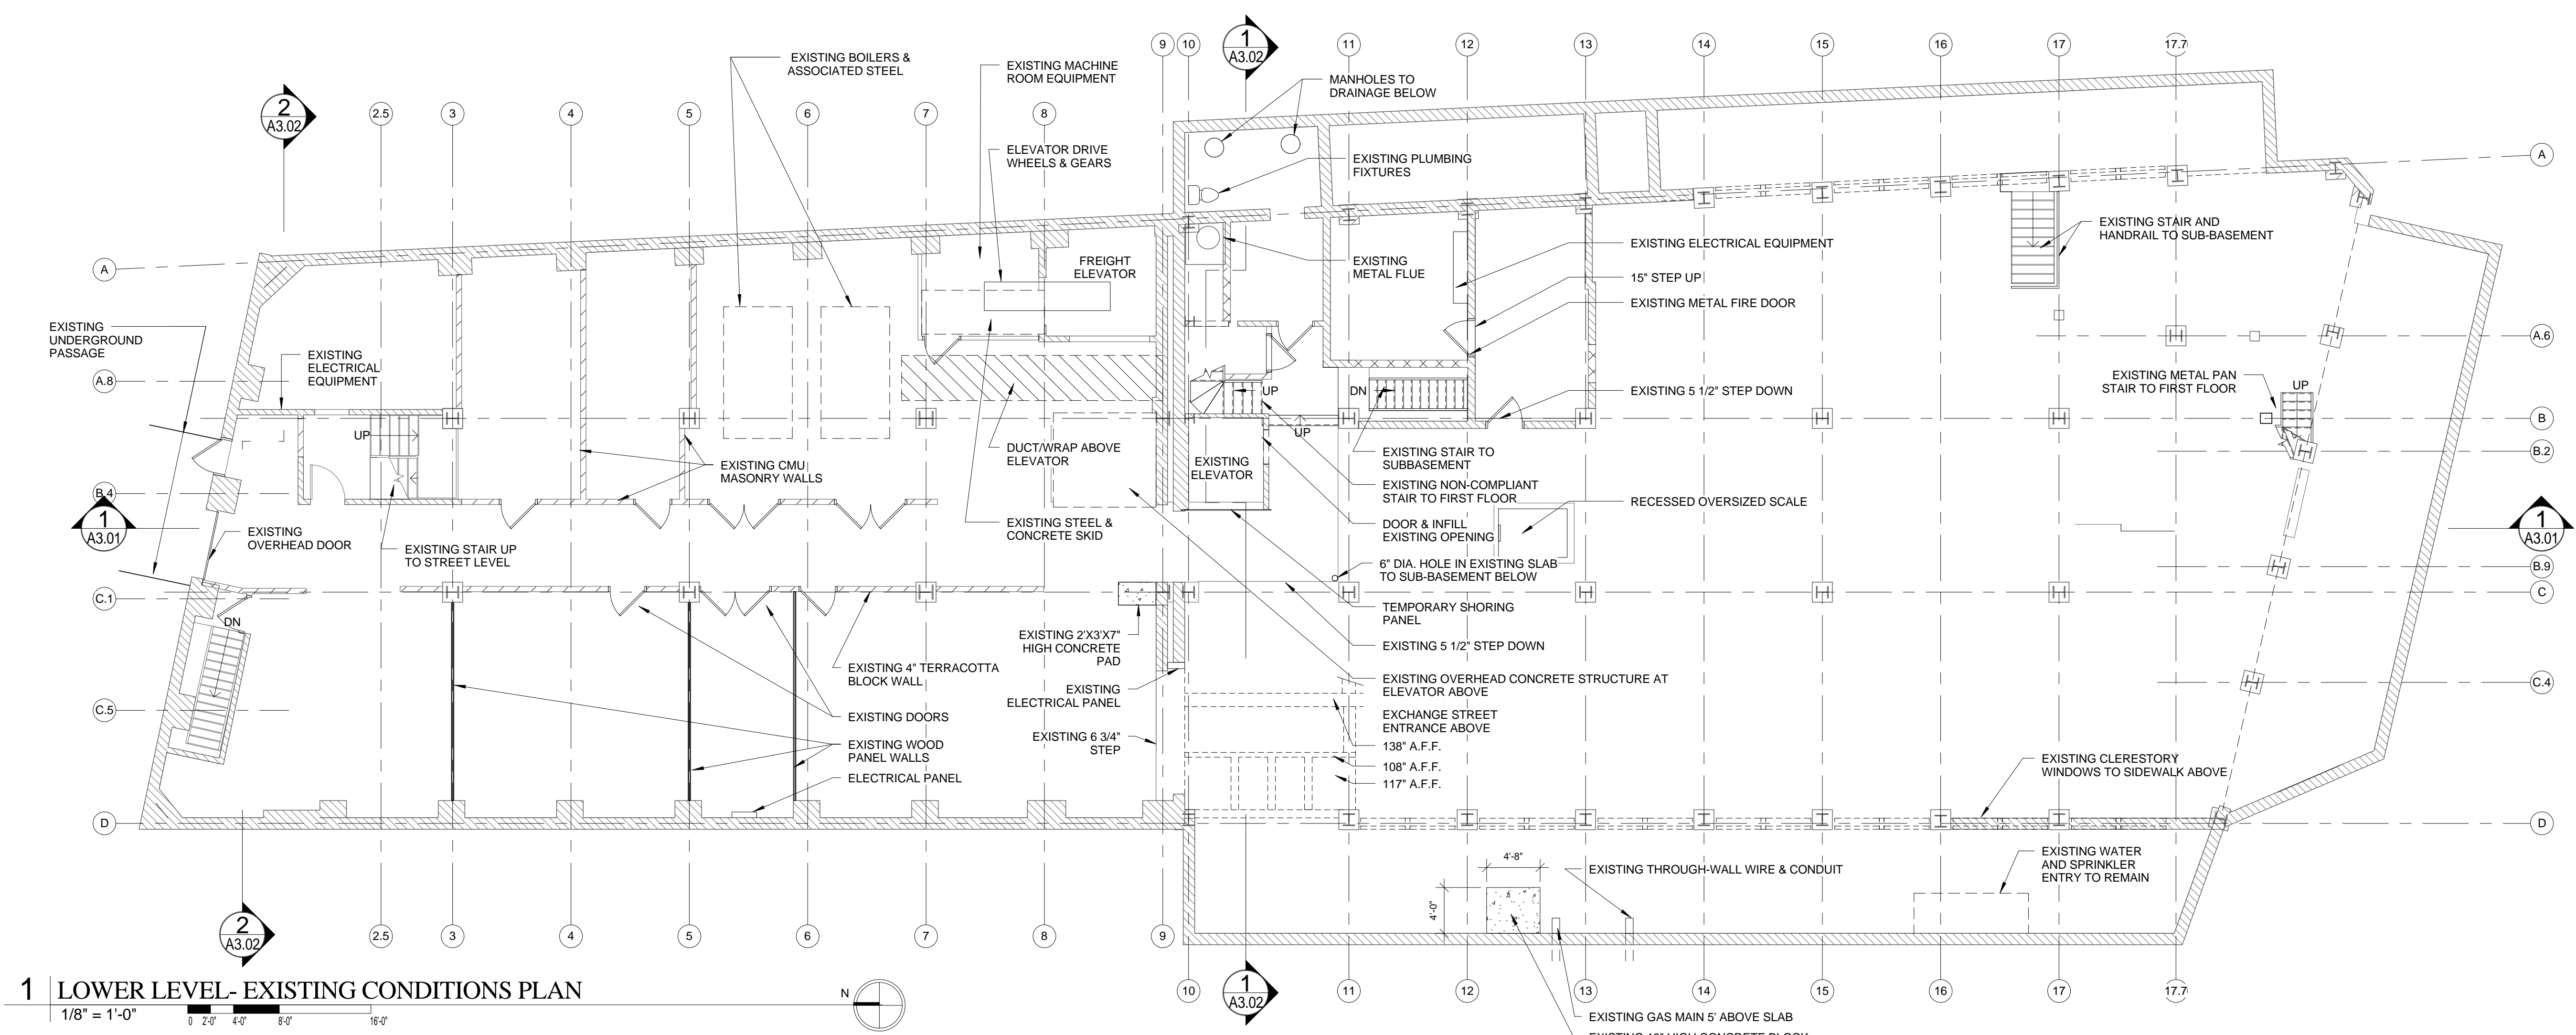 9
10
1
A3.02
11
12
13
14
15
16
17
17.7
2
A3.02
2.5
3
4
5
6
7
8
EXISTING BOILERS &
ASSOCIATED STEEL
EXISTING MACHINE
ROOM EQUIPMENT
MANHOLES TO
DRAINAGE BELOW
ELEVATOR DRIVE
WHEELS & GEARS
EXISTING PLUMBING
FIXTURES
A
A
FREIGHT
ELEVATOR
EXISTING
METAL FLUE
EXISTING ELECTRICAL EQUIPMENT
15" STEP UP
EXISTING METAL FIRE DOOR
EXISTING STAIR AND
HANDRAIL TO SUB-BASEMENT
EXISTING
UNDERGROUND
PASSAGE
EXISTING
ELECTRICAL
EQUIPMENT
A.8
A.6
EXISTING METAL PAN
STAIR TO FIRST FLOOR
UP
EXISTING 5 1/2" STEP DOWN
UP
DN
UP
UP
B
B.2
B.4
1
A3.01
DUCT/WRAP ABOVE
ELEVATOR
EXISTING CMU
MASONRY WALLS
EXISTING
ELEVATOR
EXISTING STAIR TO
SUBBASEMENT
EXISTING NON-COMPLIANT
STAIR TO FIRST FLOOR
RECESSED OVERSIZED SCALE
DOOR & INFILL
EXISTING OPENING
EXISTING STEEL &
CONCRETE SKID
EXISTING
OVERHEAD DOOR
EXISTING STAIR UP
TO STREET LEVEL
1
A3.01
6" DIA. HOLE IN EXISTING SLAB
TO SUB-BASEMENT BELOW
B.9
C.1
C
DN
TEMPORARY SHORING
PANEL
EXISTING 2'X3'X7"
HIGH CONCRETE
PAD
EXISTING 5 1/2" STEP DOWN
EXISTING 4" TERRACOTTA
BLOCK WALL
EXISTING OVERHEAD CONCRETE STRUCTURE AT
ELEVATOR ABOVE
C.4
EXISTING
ELECTRICAL PANEL
C.5
EXISTING DOORS
EXCHANGE STREET
ENTRANCE ABOVE
EXISTING 6 3/4"
STEP
EXISTING WOOD
PANEL WALLS
138" A.F.F.
108" A.F.F.
117" A.F.F.
ELECTRICAL PANEL
EXISTING CLERESTORY
WINDOWS TO SIDEWALK ABOVE
D
D
4'-8"
4'-0"
EXISTING THROUGH-WALL WIRE & CONDUIT
EXISTING WATER
AND SPRINKLER
ENTRY TO REMAIN
2
A3.02
2.5
3
4
5
6
7
8
9
10
1
A3.02
11
12
13
14
15
16
17
17.7
1 LOWER LEVEL- EXISTING CONDITIONS PLAN
1/8" = 1'-0"
0 2'-0" 4'-0" 8'-0" 16'-0"
N
EXISTING GAS MAIN 5' ABOVE SLAB